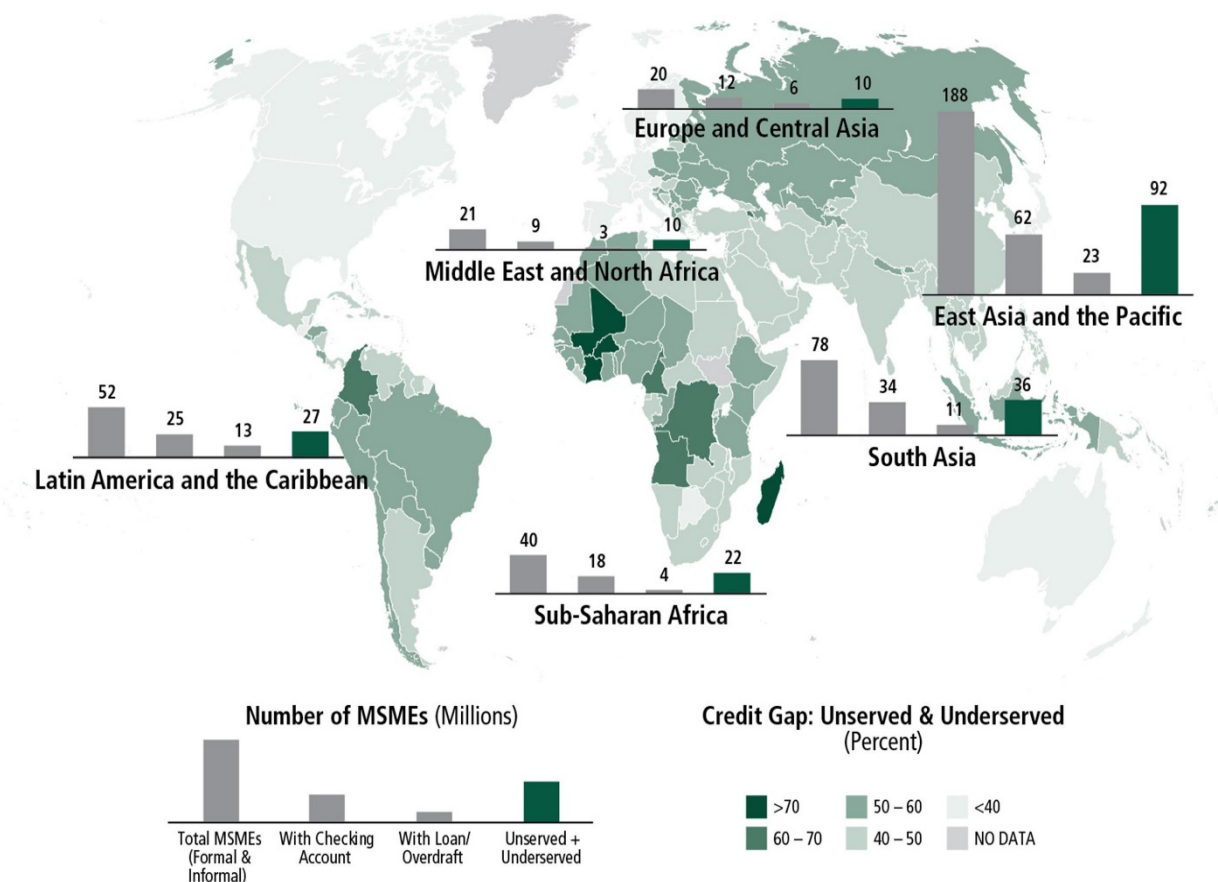 20 12 6 10
Europe and Central Asia
188 62 23 92
East Asia and the Pacific
21 9 3 10
Middle East and North Africa
78 34 11 36
South Asia
52 25 13 27
Latin America and the Caribbean
40 18 4 22
Sub-Saharan Africa
Number of MSMEs (Millions)
Total MSMEs
(Formal &
Informal)
With Checking
Account
With Loan/
Overdraft
Unserved +
Underserved
Credit Gap: Unserved & Underserved
(Percent)
>70
60 – 70
50 – 60
40 – 50
<40
NO DATA